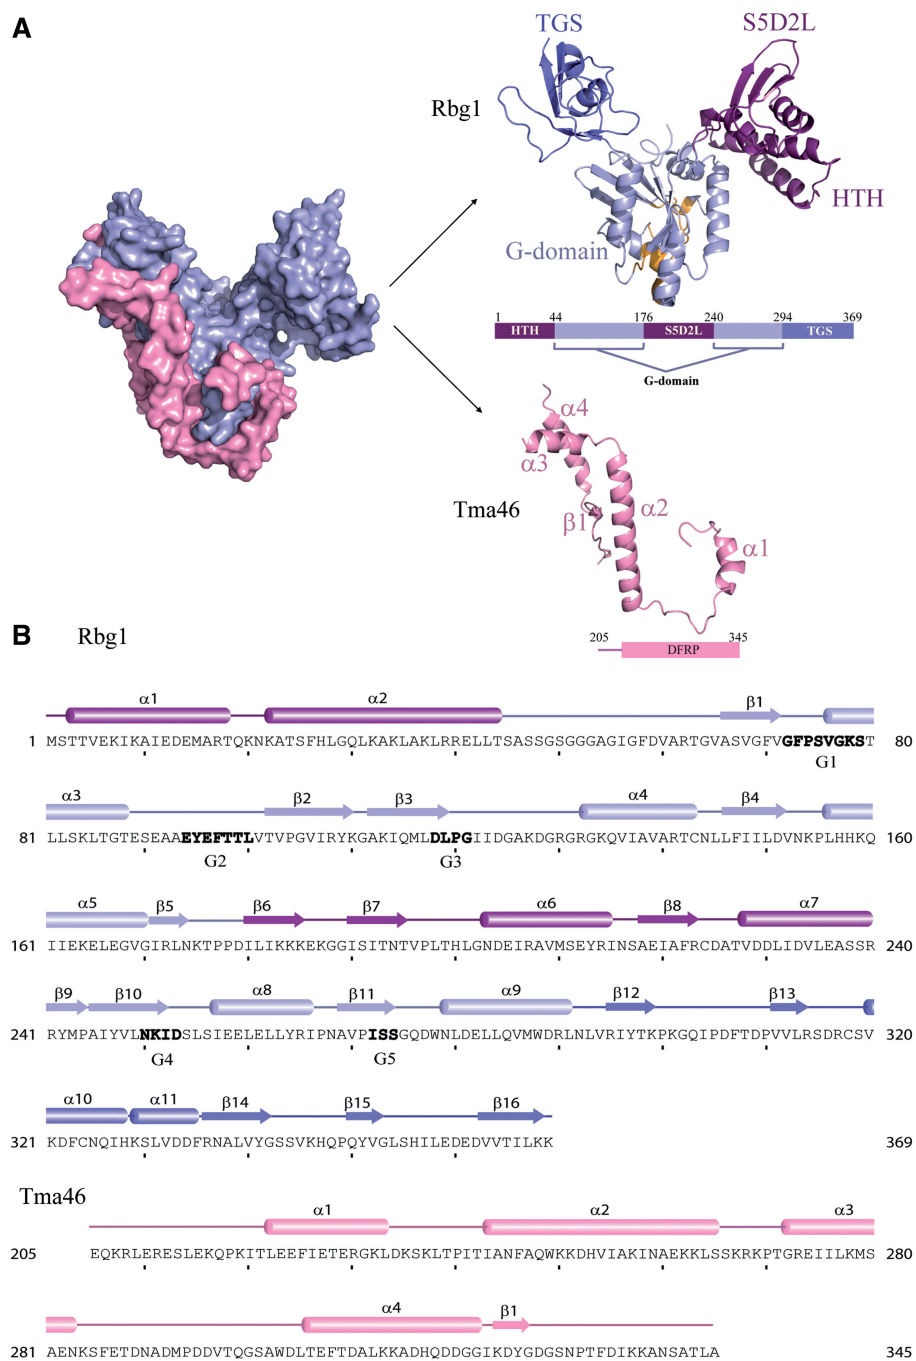 A
TGS
S5D2L
Rbg1
HTH
G-domain
1 44 176 240 294 369
HTH S5D2L TGS
G-domain
α4
α3
Tma46
α2
β1
α1
205 345
DFRP
B
Rbg1
α1 α2 β1
1 MSTTVEKIKAIEDEMARTQKNKATSFHLGQLKAKLAKLRRELLTSASSGSGGGAGIGFDVARTGVASVGFVGFPSVGKST 80
G1
α3 β2 β3 α4 β4
81 LLSKLTGTESEAAEYEFTTLVTVPGVIRYKGAKIQMLDLPGIIDGAKDGRGRGKQVIAVARTCNLLFIILDVNKPLHHKQ 160
G2 G3
α5 β5 β6 β7 α6 β8 α7
161 IIEKELEGVGIRLNKTPPDILIKKKEKGGISITNTVPLTHLGNDEIRAVMSEYRINSAEIAFRCDATVDDLIDVLEASSR 240
β9 β10 α8 β11 α9 β12 β13
241 RYMPAIYVLNKIDSLSIEELELLYRIPNAVPISSGQDWNLDELLQVMWDRLNLVRIYTKPKGQIPDFTDPVVLRSDRCSV 320
G4 G5
α10 α11 β14 β15 β16
321 KDFCNQIHKSLVDDFRNALVYGSSVKHQPQYVGLSHILEDEDVVTILKK 369
Tma46
α1 α2 α3
205 EQKRLERESLEKQPKITLEEFIETERGKLDKSKLTPITIANFAQWKKDHVIAKINAEKKLSSKRKPTGREIILKMS 280
α4 β1
281 AENKSFETDNADMPDDVTQGSAWDLTEFTDALKKADHQDDGGIKDYGDGSNPTFDIKKANSATLA 345